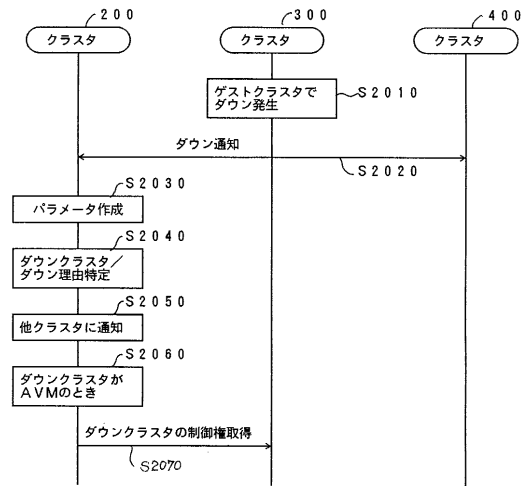 200
300
400
クラスタ
クラスタ
クラスタ
ゲストクラスタで
ダウン発生
S2010
ダウン通知
S2020
S2030
パラメータ作成
S2040
ダウンクラスタ/
ダウン理由特定
S2050
他クラスタに通知
S2060
ダウンクラスタが
AVMのとき
ダウンクラスタの制御権取得
S2070